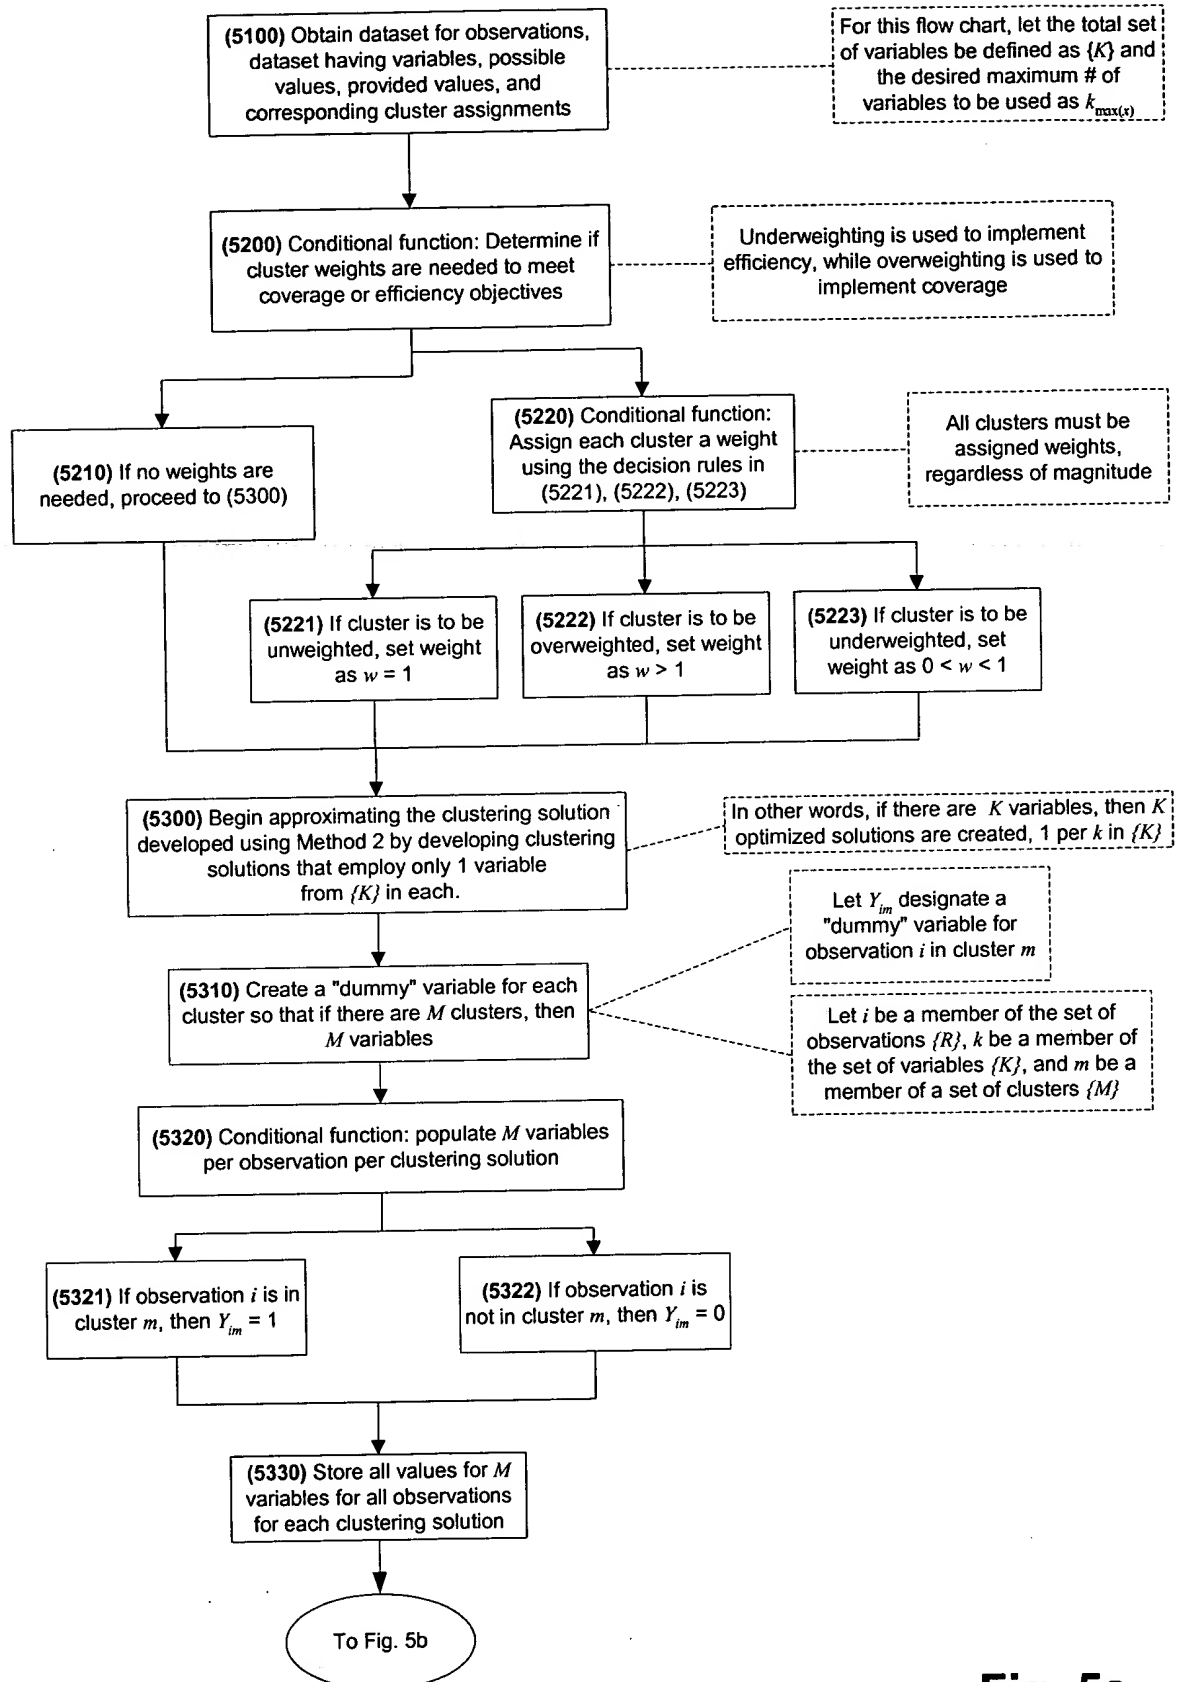 (5100) Obtain dataset for observations,
dataset having variables, possible
values, provided values, and
corresponding cluster assignments
For this flow chart, let the total set
of variables be defined as {K} and
the desired maximum # of
variables to be used as k max(x)
(5200) Conditional function: Determine if
cluster weights are needed to meet
coverage or efficiency objectives
Underweighting is used to implement
efficiency, while overweighting is used to
implement coverage
(5210) If no weights are
needed, proceed to (5300)
(5220) Conditional function:
Assign each cluster a weight
using the decision rules in
(5221), (5222), (5223)
All clusters must be
assigned weights,
regardless of magnitude
(5221) If cluster is to be
unweighted, set weight
as w = 1
(5222) If cluster is to be
overweighted, set weight
as w > 1
(5223) If cluster is to be
underweighted, set
weight as 0 < w < 1
(5300) Begin approximating the clustering solution
developed using Method 2 by developing clustering
solutions that employ only 1 variable
from {K} in each.
In other words, if there are K variables, then K
optimized solutions are created, 1 per k in {K}
Let Yim designate a
"dummy" variable for
observation i in cluster m
(5310) Create a "dummy" variable for each
cluster so that if there are M clusters, then
M variables
Let i be a member of the set of
observations {R}, k be a member of
the set of variables {K}, and m be a
member of a set of clusters {M}
(5320) Conditional function: populate M variables
per observation per clustering solution
(5321) If observation i is in
cluster m, then Yim = 1
(5322) If observation i is
not in cluster m, then Yim = 0
(5330) Store all values for M
variables for all observations
for each clustering solution
To Fig. 5b